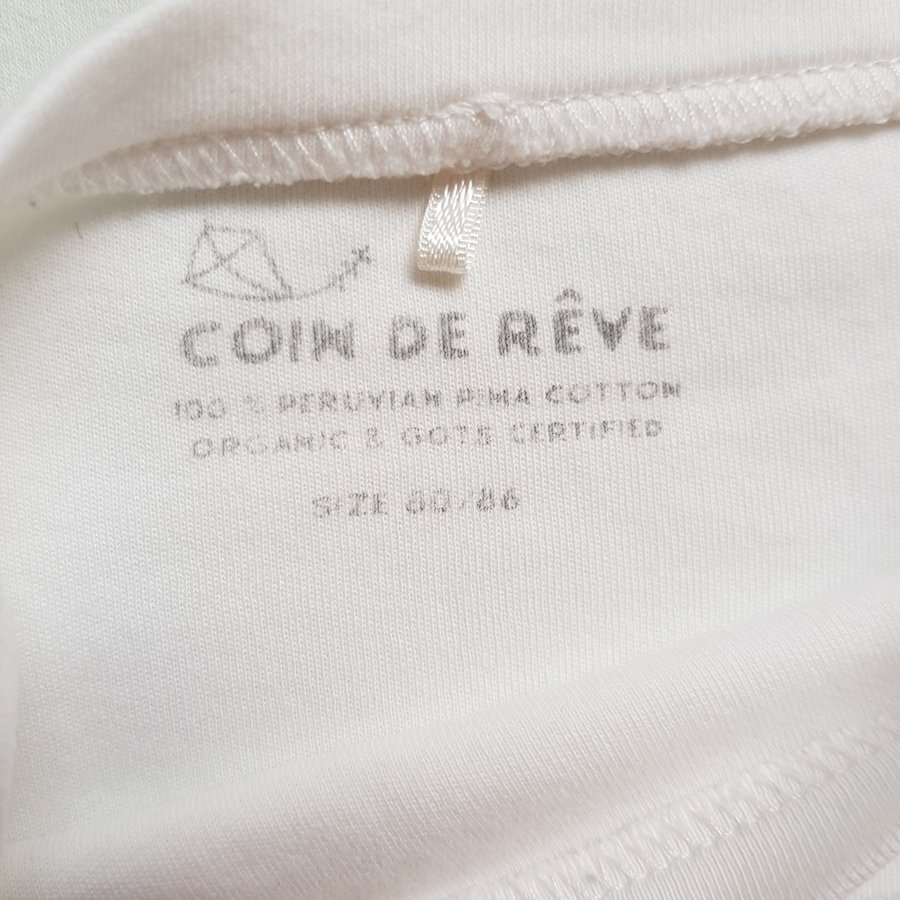 COIN DE RÊVE
100 % PERUVIAN PIMA COTTON
ORGANIC & GOTS CERTIFIED
SIZE 80/86